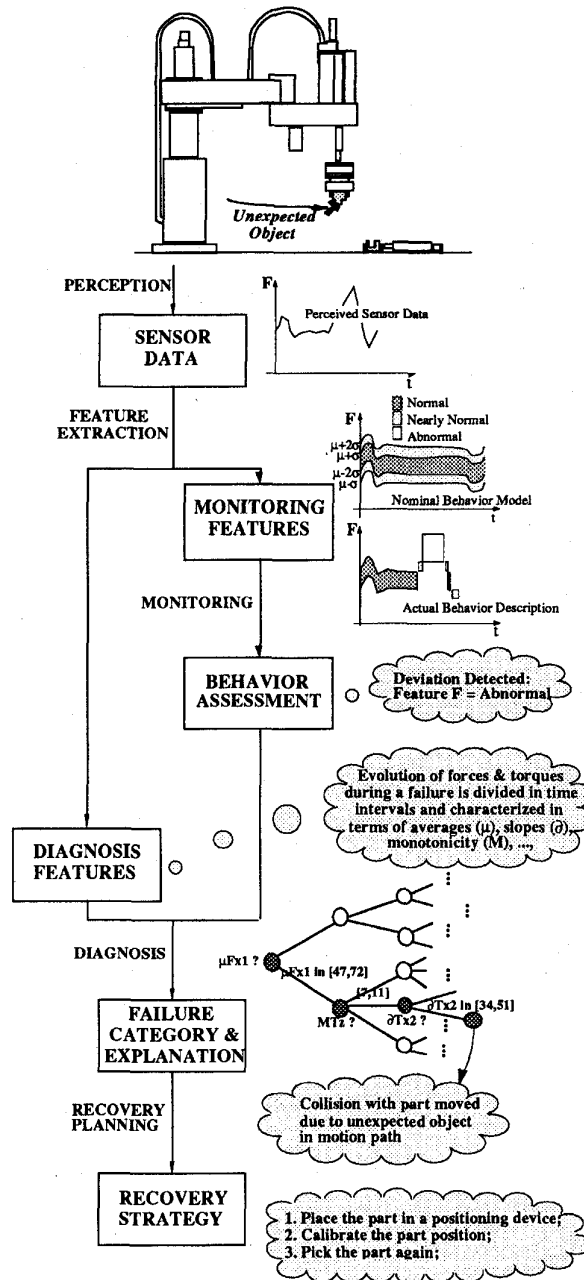 Unexpected
Object
PERCEPTION
F
Perceived Sensor Data
t
SENSOR
DATA
FEATURE
EXTRACTION
Normal
Nearly Normal
Abnormal
F
μ+2σ
μ+σ
μ-2σ
μ-σ
Nominal Behavior Model
t
MONITORING
FEATURES
F
Actual Behavior Description
t
MONITORING
BEHAVIOR
ASSESSMENT
Deviation Detected:
Feature F = Abnormal
Evolution of forces & torques
during a failure is divided in time
intervals and characterized in
terms of averages (μ), slopes (∂),
monotonicity (M), ...,
DIAGNOSIS
FEATURES
DIAGNOSIS
μFx1 ?
μFx1 in [47,72]
[7,11]
MTz ?
∂Tx2 ?
∂Tx2 in [34,51]
FAILURE
CATEGORY &
EXPLANATION
Collision with part moved
due to unexpected object
in motion path
RECOVERY
PLANNING
RECOVERY
STRATEGY
1. Place the part in a positioning device;
2. Calibrate the part position;
3. Pick the part again;